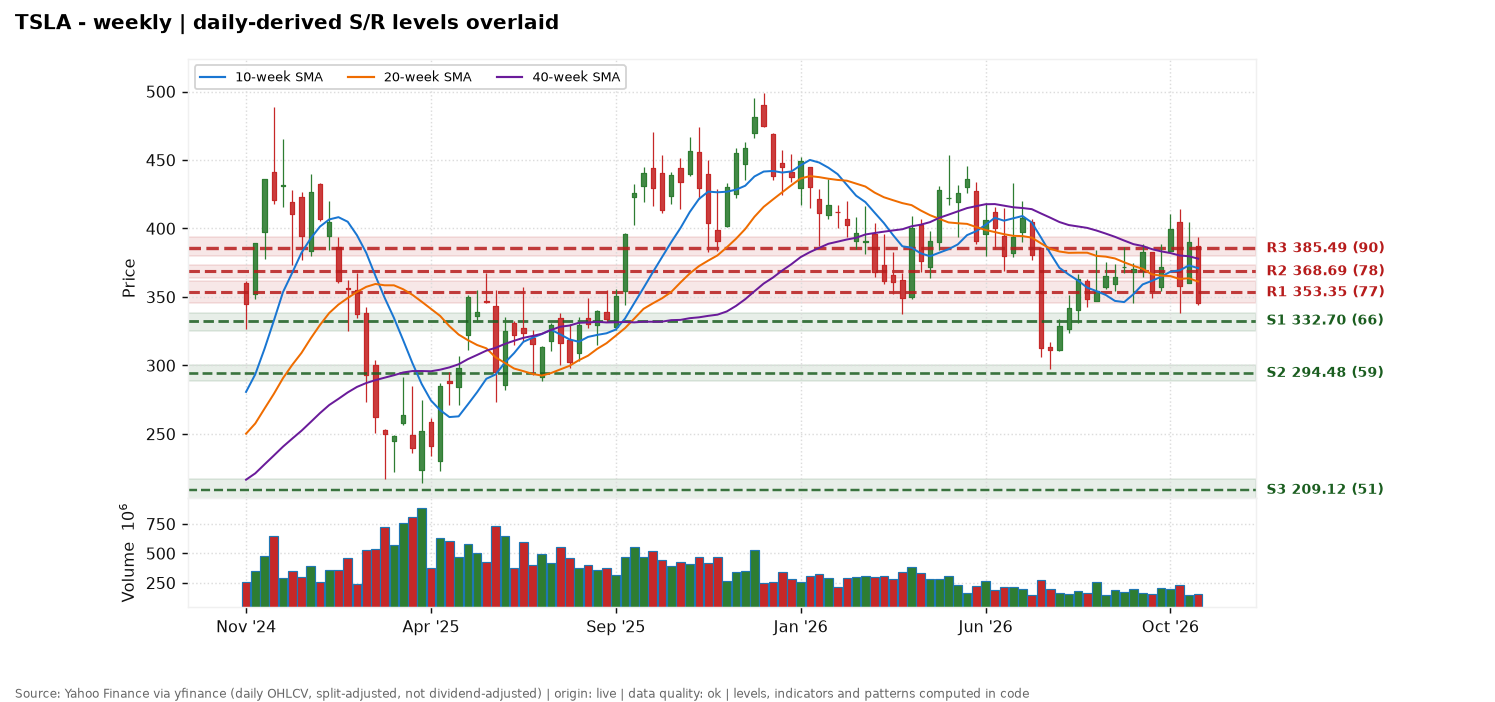 TSLA - weekly | daily-derived S/R levels overlaid
10-week SMA 20-week SMA 40-week SMA
500
450
400
350
300
250
Price
R3 385.49 (90)
R2 368.69 (78)
R1 353.35 (77)
S1 332.70 (66)
S2 294.48 (59)
S3 209.12 (51)
750
500
250
Volume 10⁶
Nov '24 Apr '25 Sep '25 Jan '26 Jun '26 Oct '26
Source: Yahoo Finance via yfinance (daily OHLCV, split-adjusted, not dividend-adjusted) | origin: live | data quality: ok | levels, indicators and patterns computed in code